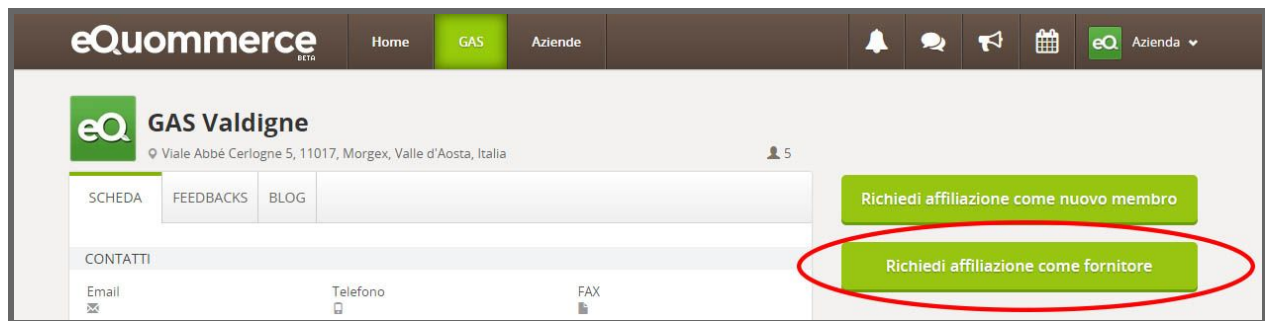 eQuommerce
BETA
Home GAS Aziende
eQ Azienda
eQ
GAS Valdigne
Viale Abbé Cerlogne 5, 11017, Morgex, Valle d'Aosta, Italia
5
SCHEDA FEEDBACKS BLOG
Richiedi affiliazione come nuovo membro
CONTATTI
Richiedi affiliazione come fornitore
Email Telefono FAX